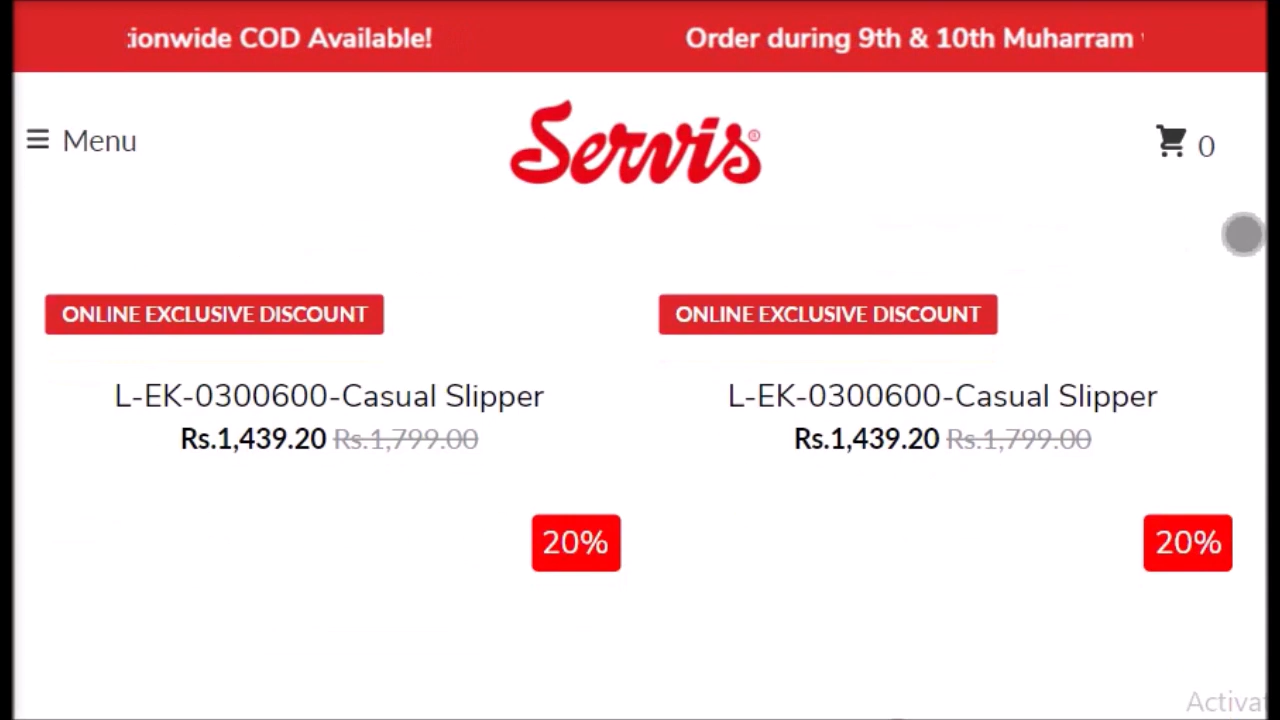 COD Available!
Order during 9th & 10th Muharram
Menu
Servis®
0
ONLINE EXCLUSIVE DISCOUNT
ONLINE EXCLUSIVE DISCOUNT
L-EK-0300600-Casual Slipper
L-EK-0300600-Casual Slipper
Rs.1,439.20 Rs.1,799.00
Rs.1,439.20 Rs.1,799.00
20%
20%